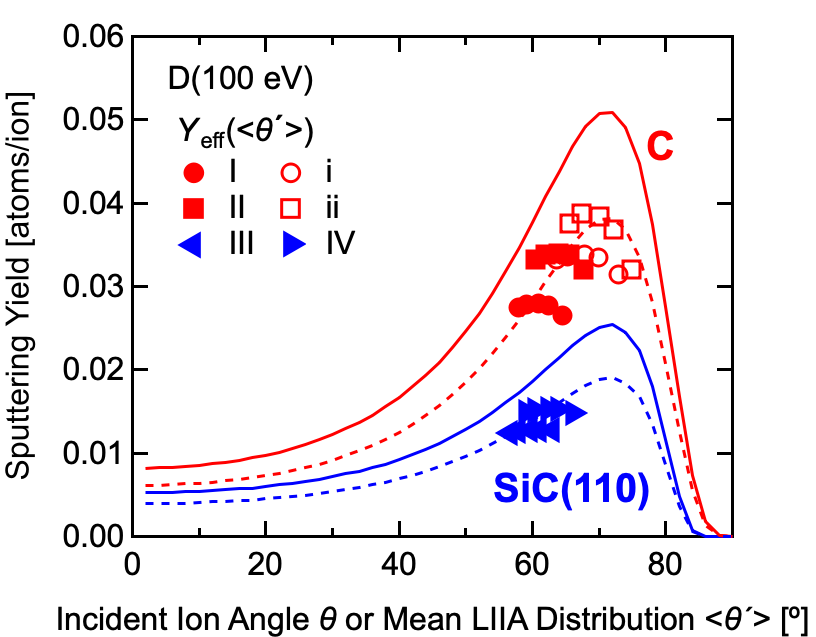 0.06
0.05
0.04
0.03
0.02
0.01
0.00
Sputtering Yield [atoms/ion]
D(100 eV)
Y_eff(<θ´>)
I i
II ii
III IV
C
SiC(110)
0 20 40 60 80
Incident Ion Angle θ or Mean LIIA Distribution <θ´> [º]